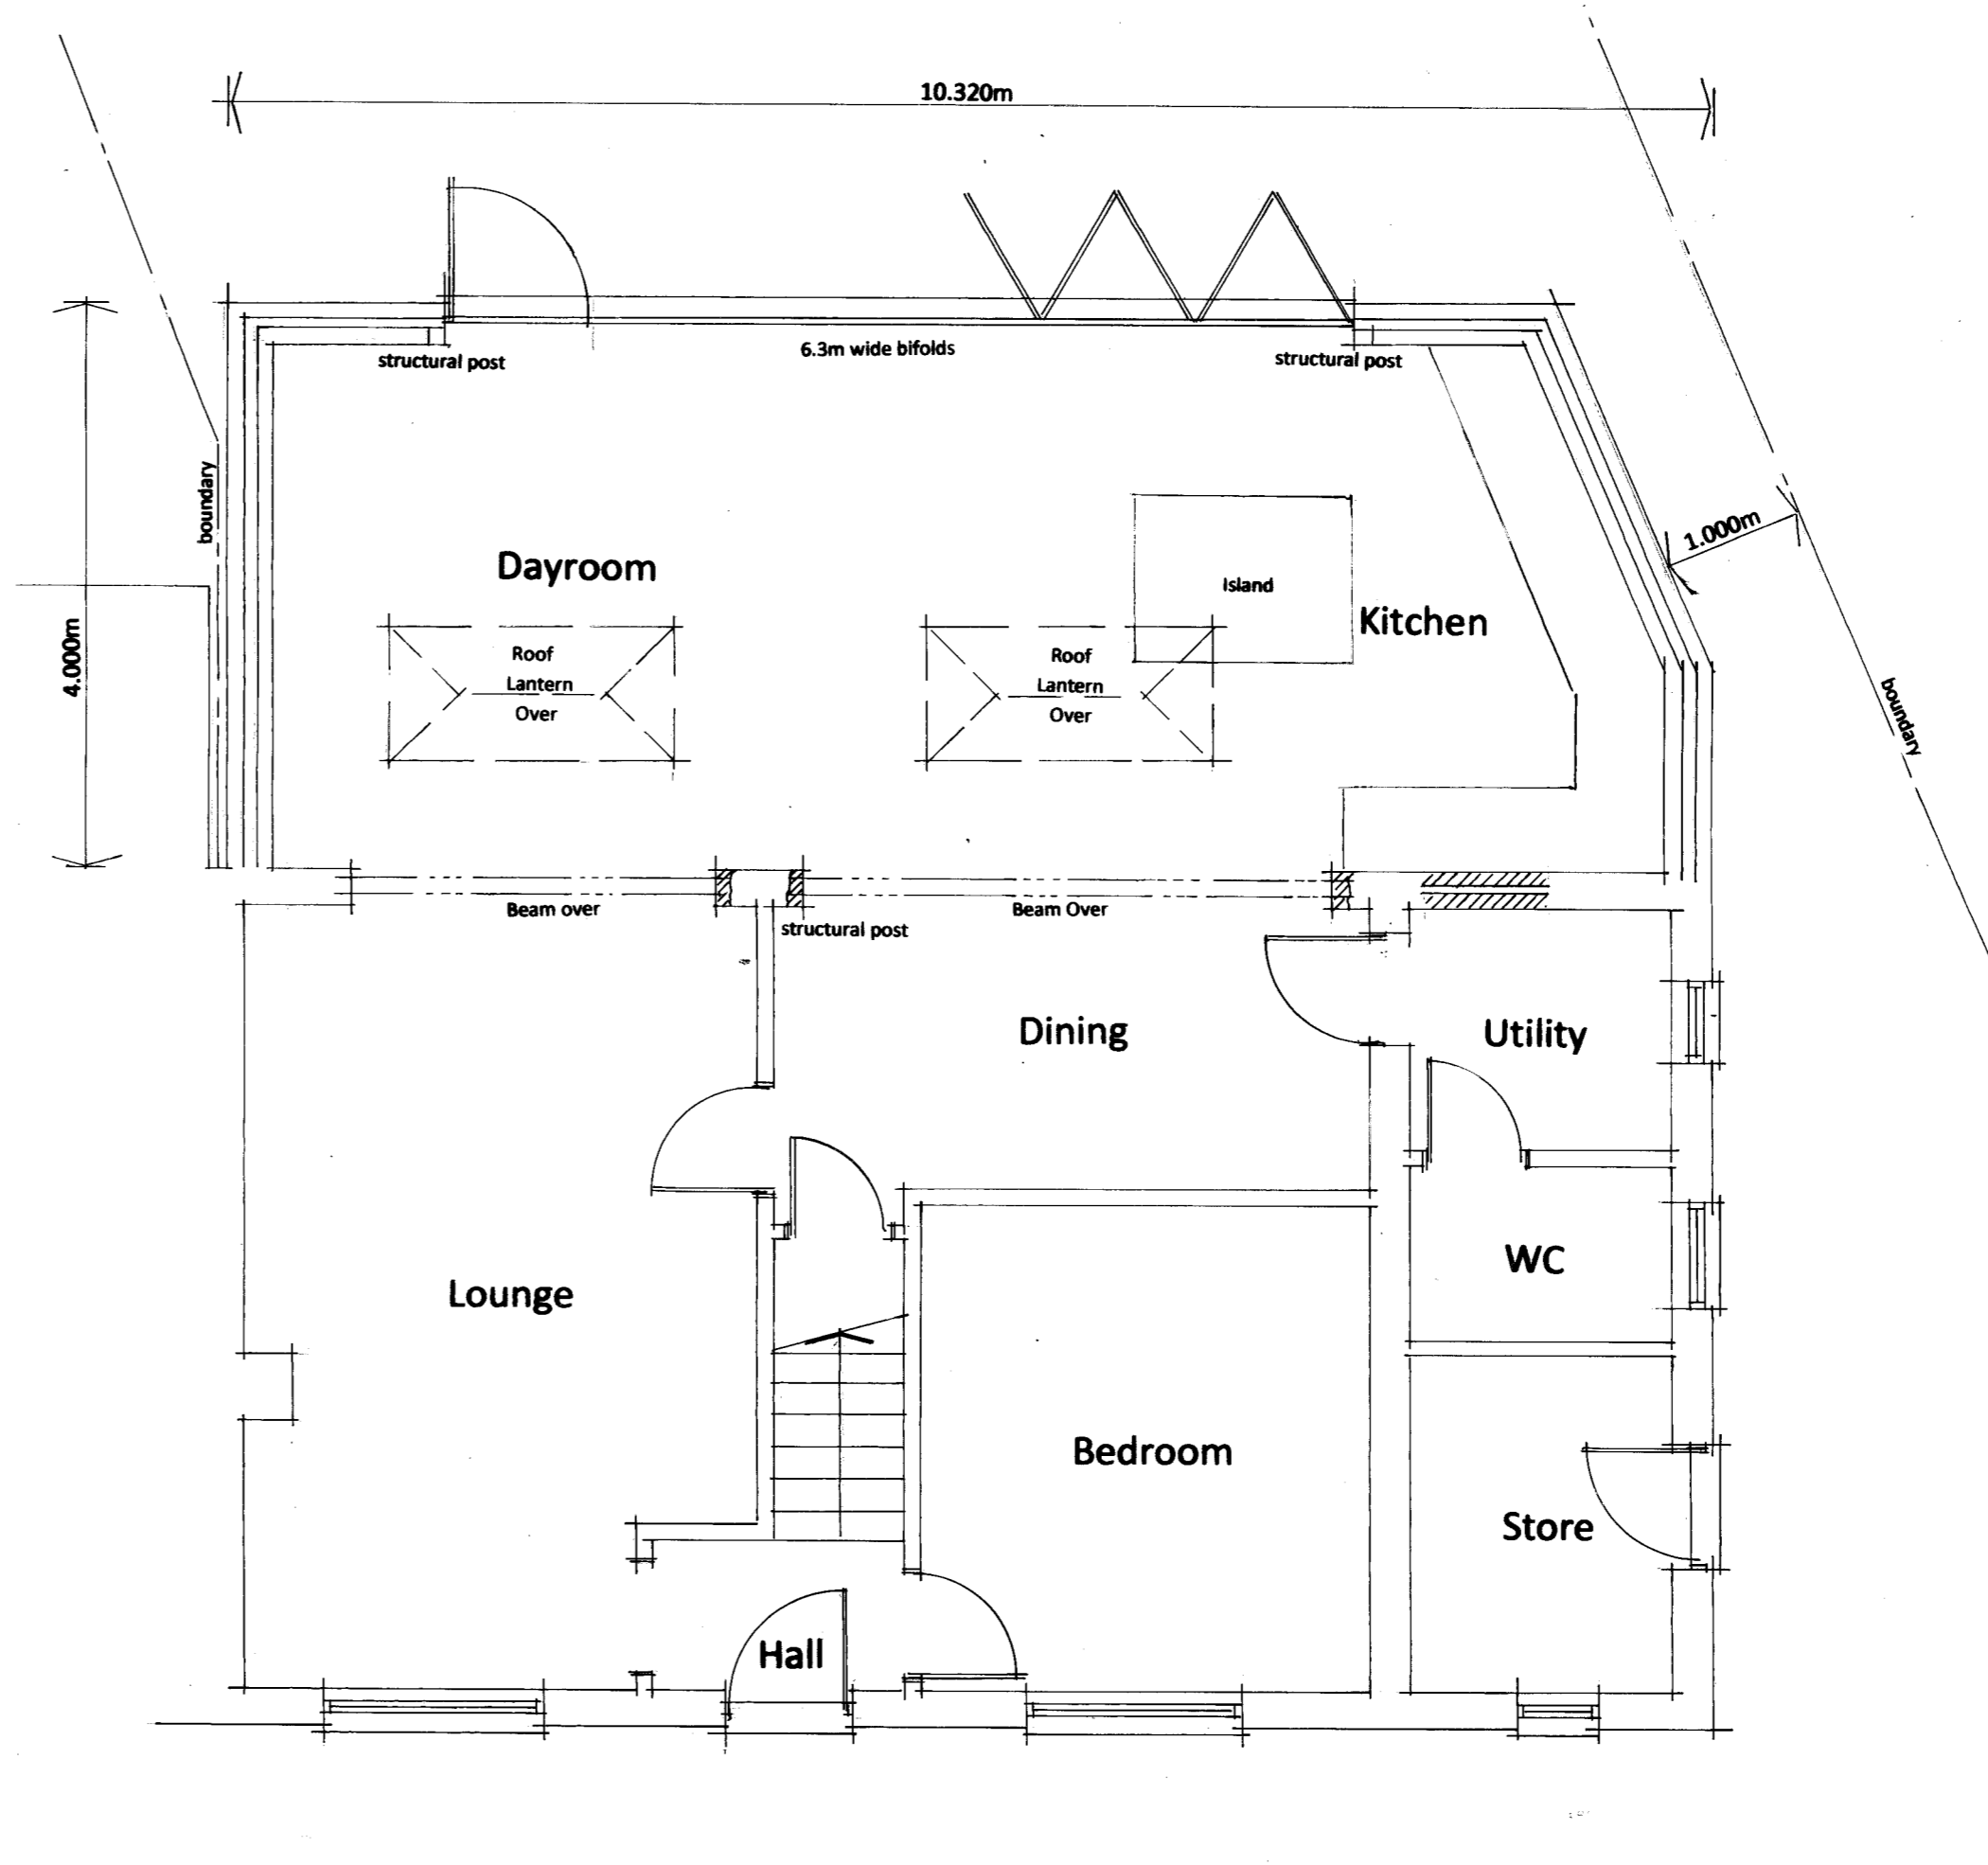 10.320m
structural post
6.3m wide bifolds
structural post
boundary
1.000m
Dayroom
Island
Kitchen
4.000m
Roof
Lantern
Over
Roof
Lantern
Over
boundary
Beam over
structural post
Beam Over
Dining
Utility
WC
Lounge
Bedroom
Store
Hall